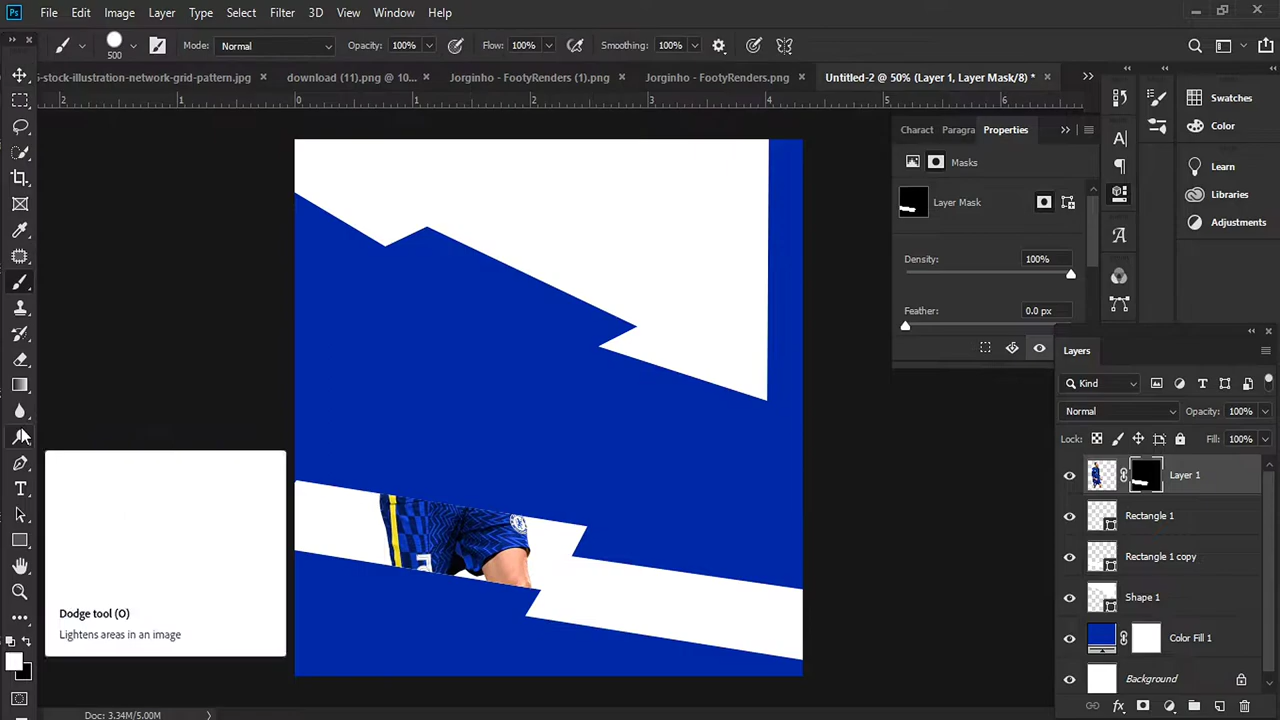 Ps File Edit Image Layer Type Select Filter 3D View Window Help
500 Mode: Normal Opacity: 100% Flow: 100% Smoothing: 100%
-stock-illustration-network-grid-pattern.jpg × download (11).png @ 10... × Jorginho - FootyRenders (1).png × Jorginho - FootyRenders.png × Untitled-2 @ 50% (Layer 1, Layer Mask/8) * ×
2 1 0 1 2 3 4 5 6
Swatches
Color
Charact Paragra Properties
Masks
Learn
Layer Mask
Libraries
Adjustments
Density: 100%
Feather: 0.0 px
Layers
Kind
Normal Opacity: 100%
Lock: Fill: 100%
Layer 1
Rectangle 1
Rectangle 1 copy
Shape 1
Color Fill 1
Background
Dodge tool (O)
Lightens areas in an image
Doc: 3.34M/5.00M